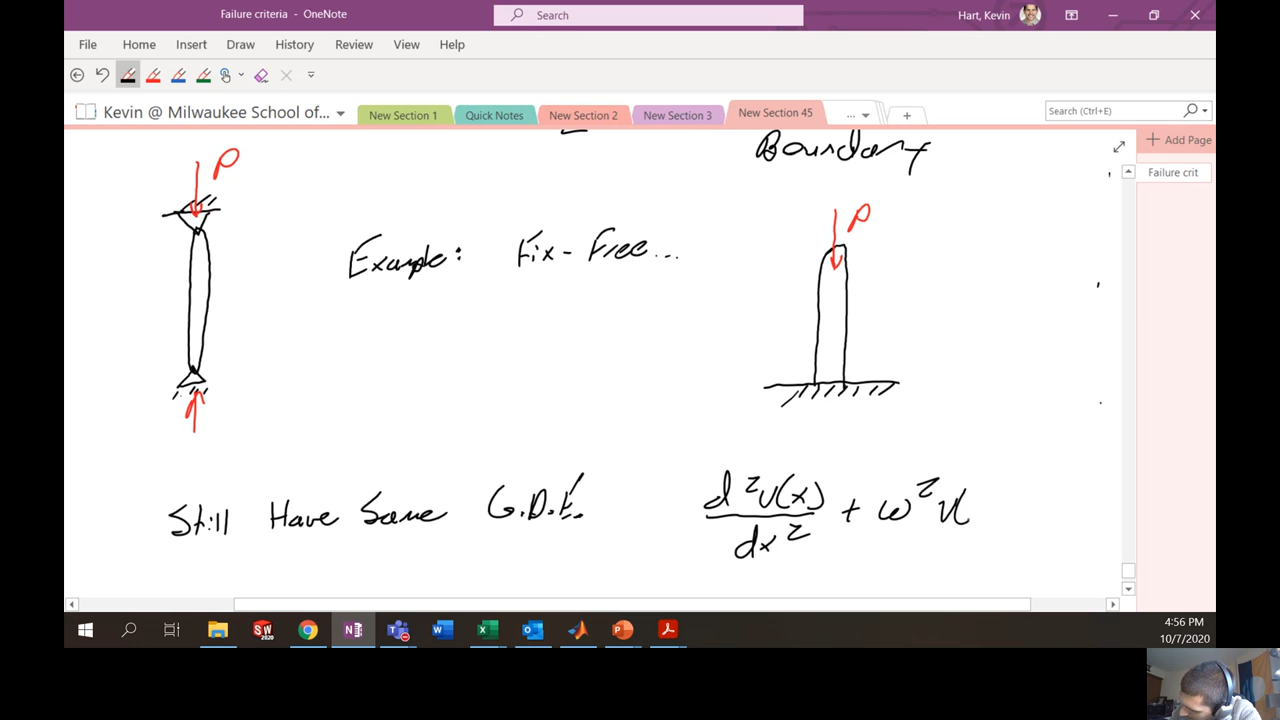 Failure criteria - OneNote
Search
Hart, Kevin
File Home Insert Draw History Review View Help
Kevin @ Milwaukee School of...
New Section 1
Quick Notes
New Section 2
New Section 3
New Section 45
...
Search (Ctrl+E)
Add Page
Failure crit
Boundary
P
P
Example: Fix-Free...
Still Have Same G.D.E. d²v(x)/dx² + ω²v(
SW 2020
4:56 PM
10/7/2020